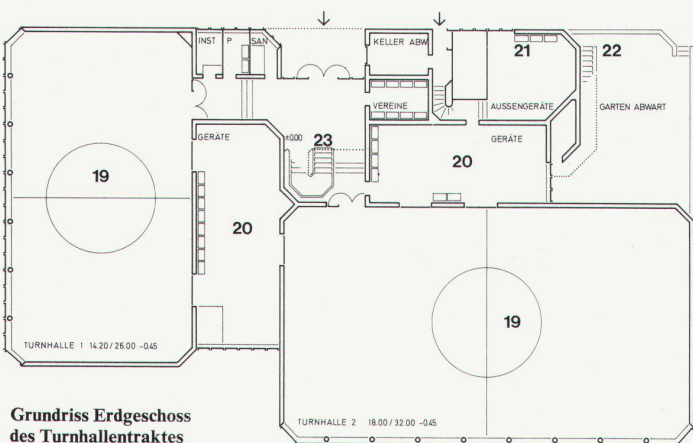 INST P SAN
KELLER ABW
21
22
VEREINE
AUSSENGERÄTE
GARTEN ABWART
GERÄTE
±0.00
23
GERÄTE
20
19
20
19
TURNHALLE 1 14.20/26.00 -0.45
TURNHALLE 2 18.00/32.00 -0.45
Grundriss Erdgeschoss
des Turnhallentraktes